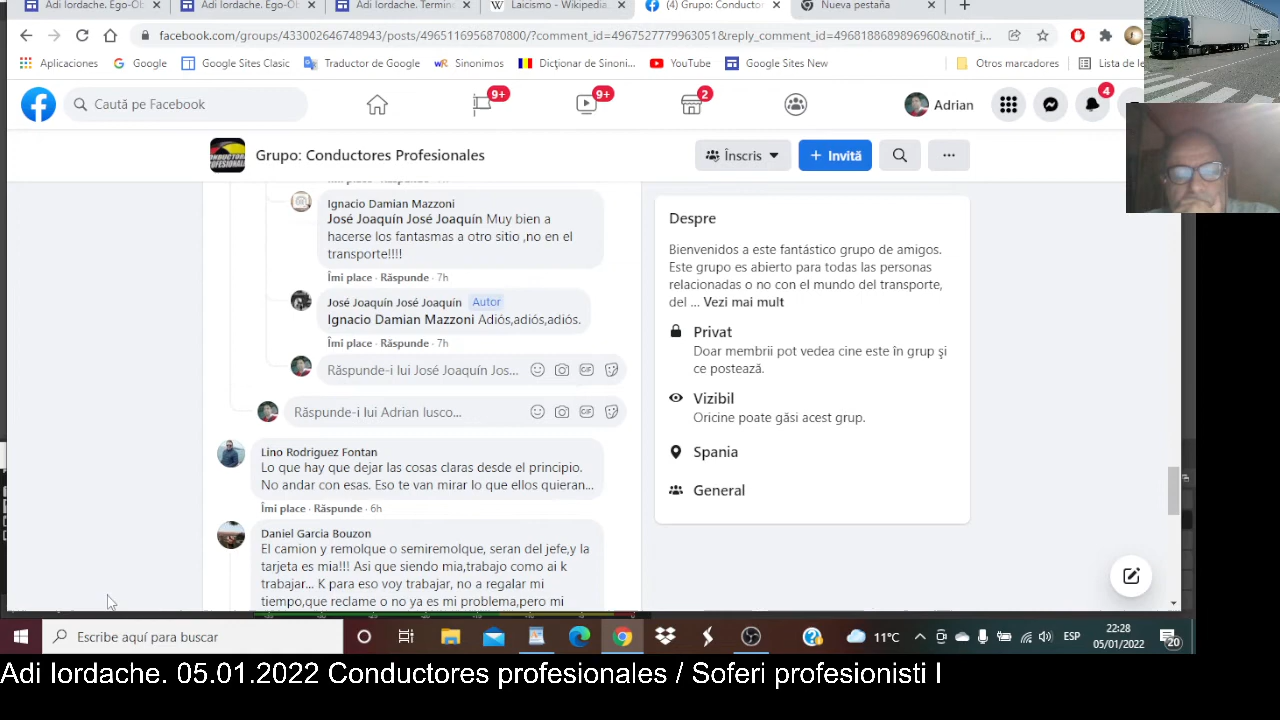 Adi Iordache. Ego-Ob
Adi Iordache. Ego-Ob
Adi Iordache. Termin
Laicismo - Wikipedia
(4) Grupo: Conductor
Nueva pestaña
facebook.com/groups/433002646748943/posts/
Aplicaciones
Google
Google Sites Clasic
Traductor de Google
Sinonimos
Dicționar de Sinoni...
YouTube
Google Sites New
Otros marcadores
Lista de le
Caută pe Facebook
9+
9+
2
Adrian
4
Grupo: Conductores Profesionales
Înscris
+ Invită
Îmi place · Răspunde ·
Ignacio Damian Mazzoni
José Joaquín José Joaquín Muy bien a
hacerse los fantasmas a otro sitio ,no en el
transporte!!!!
Îmi place · Răspunde · 7h
José Joaquín José Joaquín Autor
Ignacio Damian Mazzoni Adiós,adiós,adiós.
Îmi place · Răspunde · 7h
Răspunde-i lui José Joaquín Jos...
GIF
Răspunde-i lui Adrian Iusco...
GIF
Lino Rodriguez Fontan
Lo que hay que dejar las cosas claras desde el principio.
No andar con esas. Eso te van mirar lo que ellos quieran...
Îmi place · Răspunde · 6h
Daniel Garcia Bouzon
El camion y remolque o semiremolque, seran del jefe,y la
tarjeta es mia!!! Asi que siendo mia,trabajo como ai k
trabajar... K para eso voy trabajar, no a regalar mi
tiempo,que reclame o no ya es mi problema,pero mi
Despre
Bienvenidos a este fantástico grupo de amigos.
Este grupo es abierto para todas las personas
relacionadas o no con el mundo del transporte,
del ... Vezi mai mult
Privat
Doar membrii pot vedea cine este în grup și
ce postează.
Vizibil
Oricine poate găsi acest grup.
Spania
General
Escribe aquí para buscar
11°C
ESP
22:28
05/01/2022
20
Adi Iordache. 05.01.2022 Conductores profesionales / Soferi profesionisti I